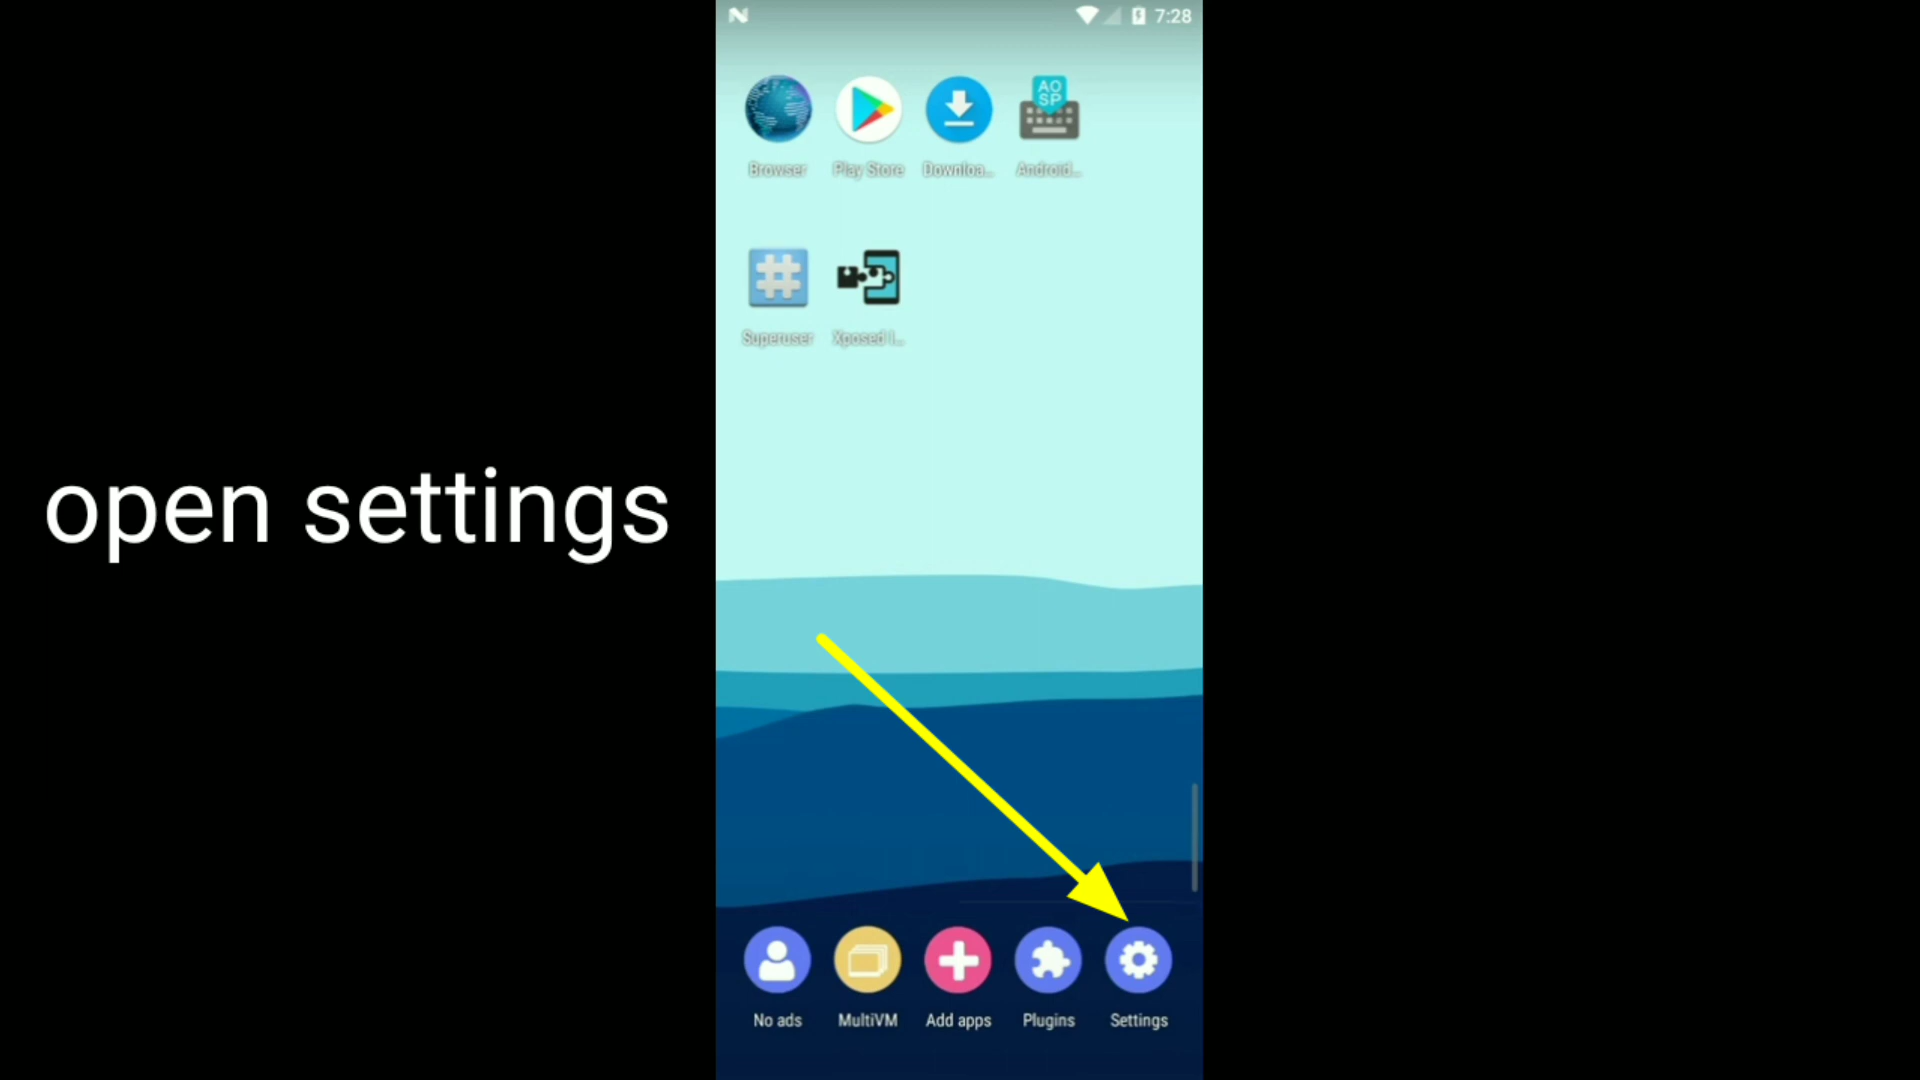 7:28
AO
SP
Browser
Play Store
Downloa...
Android...
Superuser
Xposed I...
open settings
No ads
MultiVM
Add apps
Plugins
Settings